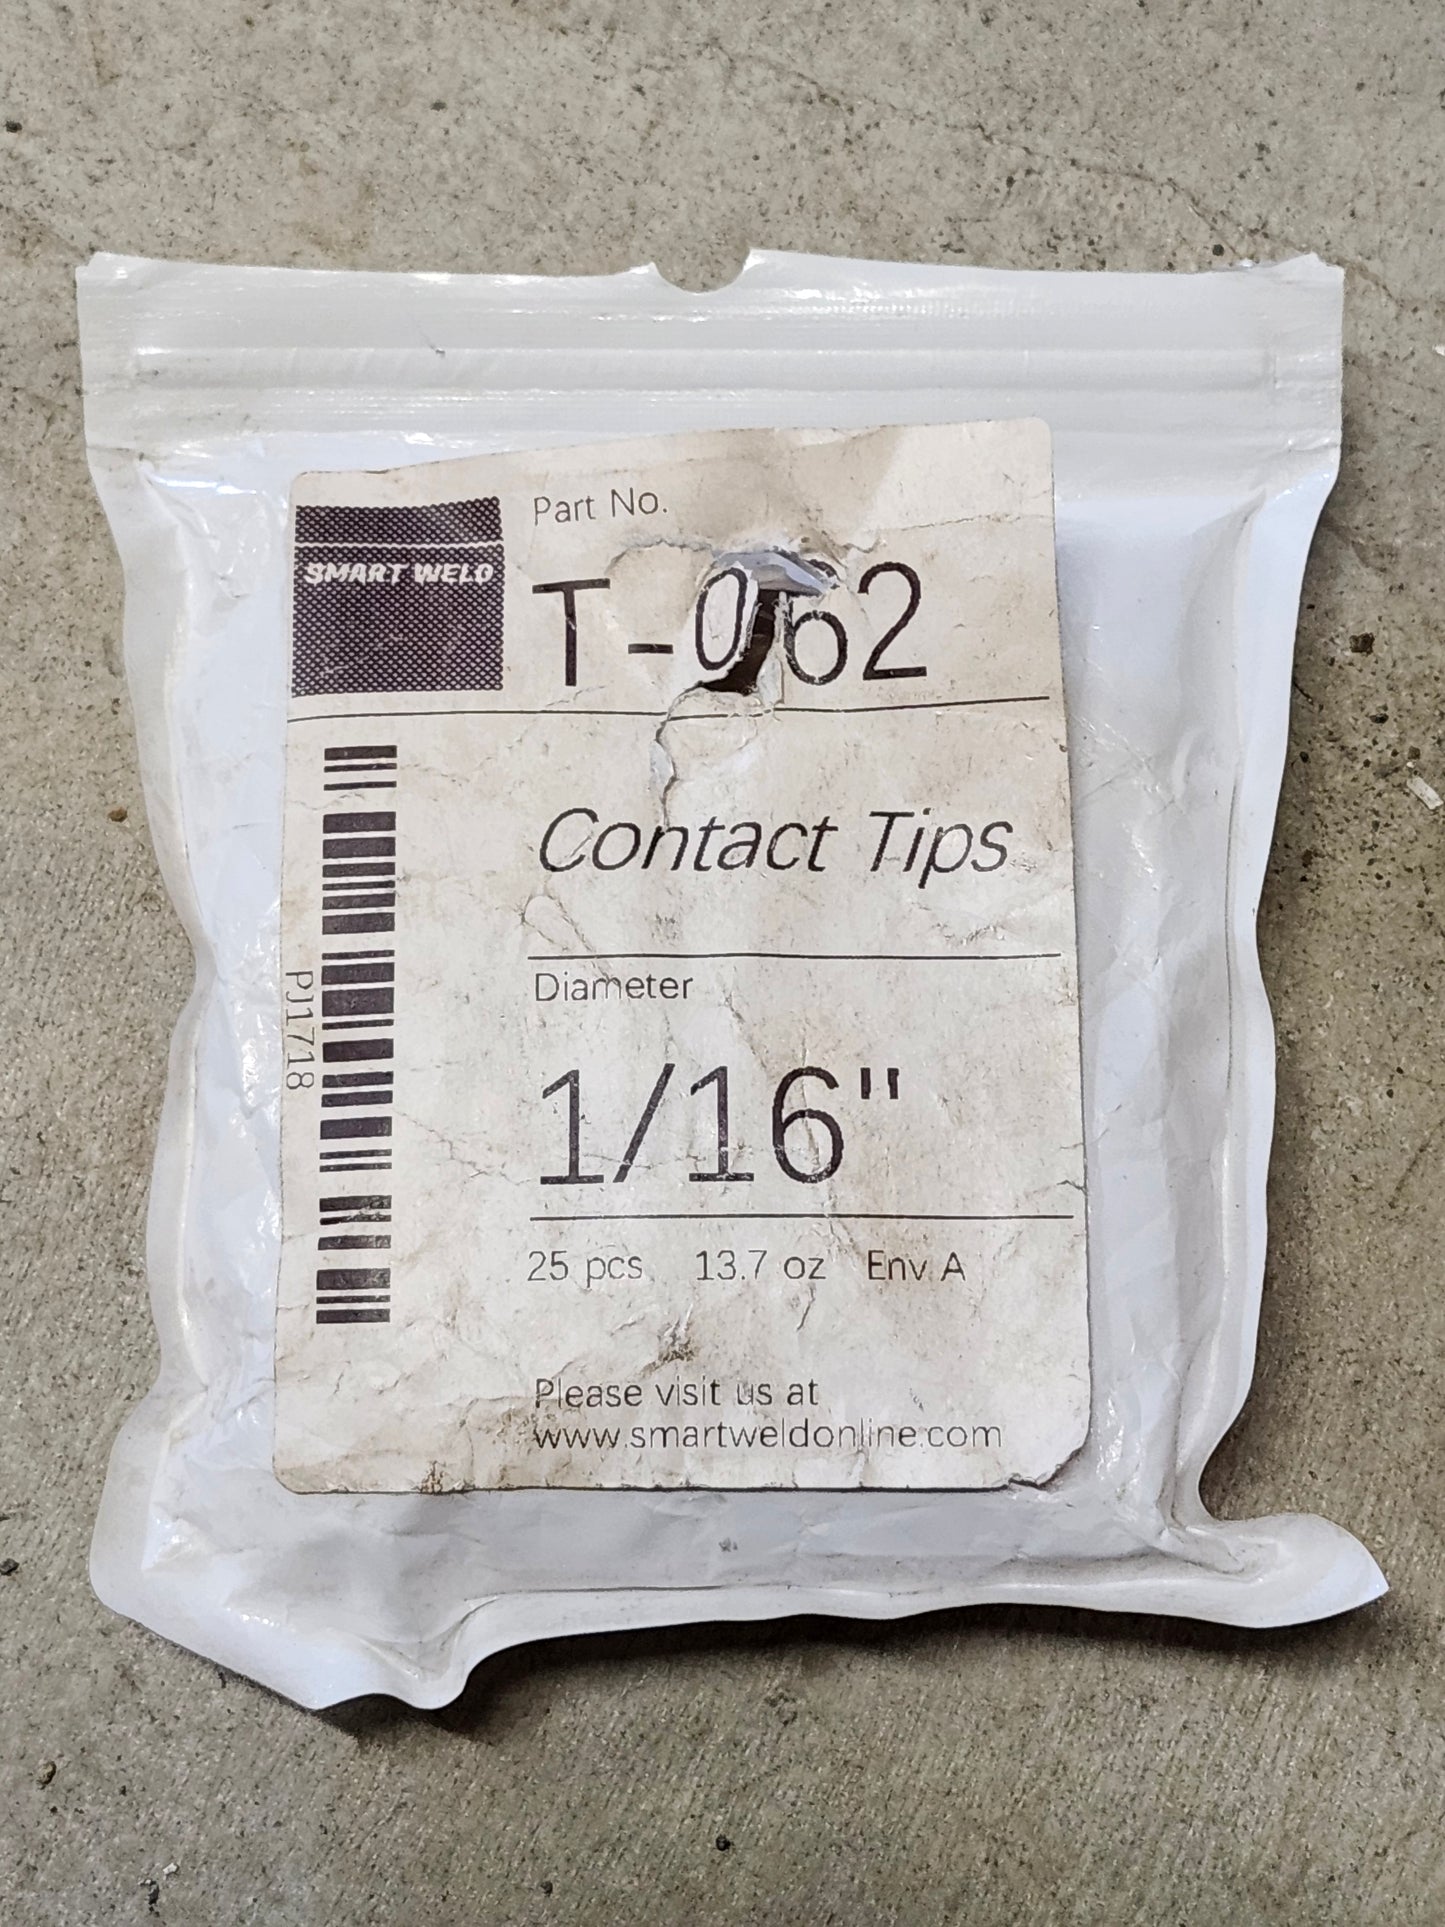 SMART WELD
Part No.
T-062
Contact Tips
Diameter
1/16"
25 pcs 13.7 oz Env A
Please visit us at
www.smartweldonline.com
PJ1718